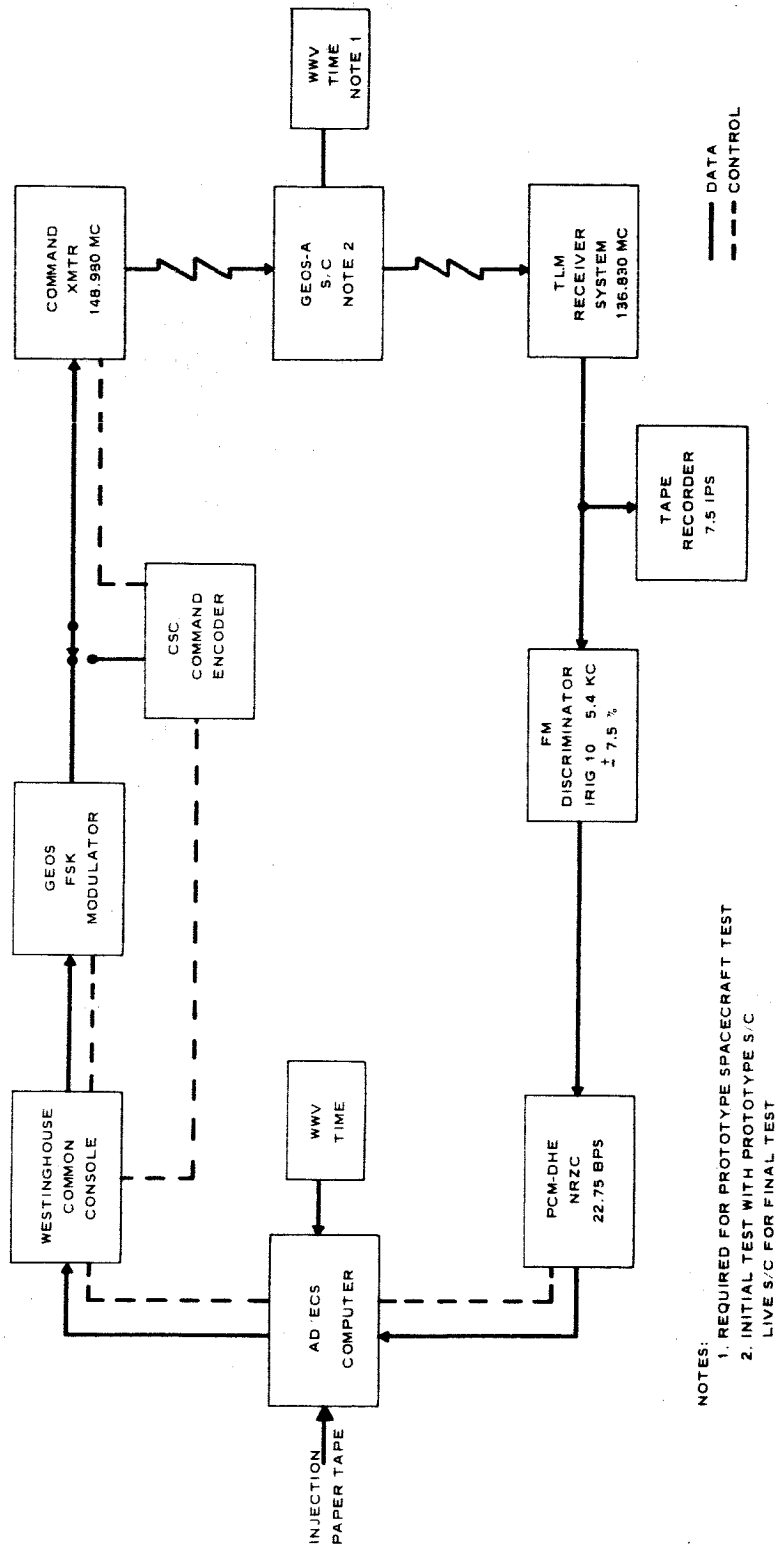 INJECTION
PAPER TAPE
AD ECS
COMPUTER
WWV
TIME
WESTINGHOUSE
COMMON
CONSOLE
GEOS
FSK
MODULATOR
CSC
COMMAND
ENCODER
COMMAND
XMTR
148.980 MC
WWV
TIME
NOTE 1
GEOS-A
S/C
NOTE 2
TLM
RECEIVER
SYSTEM
136.830 MC
TAPE
RECORDER
7.5 IPS
FM
DISCRIMINATOR
IRIG 10 5.4 KC
± 7.5 %
PCM-DHE
NRZC
22.75 BPS
DATA
CONTROL
NOTES:
1. REQUIRED FOR PROTOTYPE SPACECRAFT TEST
2. INITIAL TEST WITH PROTOTYPE S/C
LIVE S/C FOR FINAL TEST